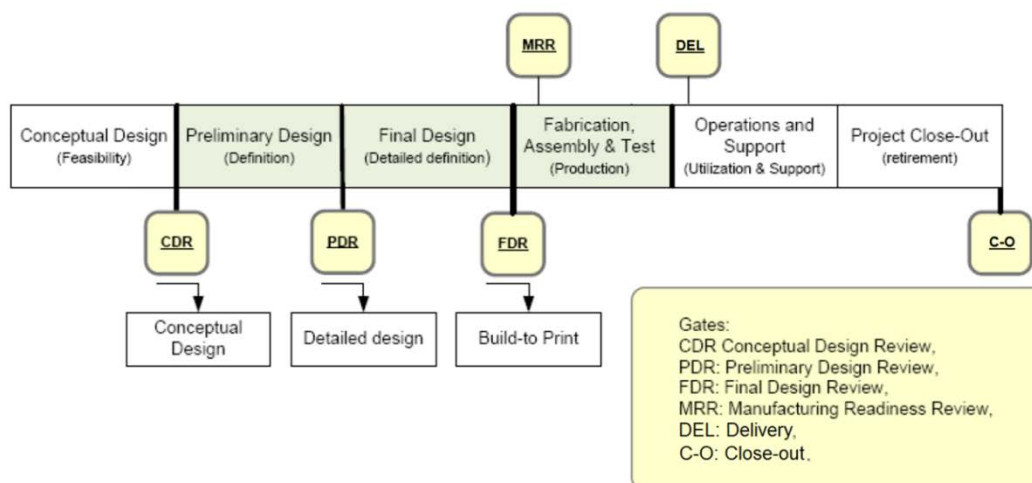 MRR
DEL
Conceptual Design
(Feasibility)
Preliminary Design
(Definition)
Final Design
(Detailed definition)
Fabrication,
Assembly & Test
(Production)
Operations and
Support
(Utilization & Support)
Project Close-Out
(retirement)
CDR
PDR
FDR
C-O
Conceptual
Design
Detailed design
Build-to Print
Gates:
CDR Conceptual Design Review,
PDR: Preliminary Design Review,
FDR: Final Design Review,
MRR: Manufacturing Readiness Review,
DEL: Delivery,
C-O: Close-out.